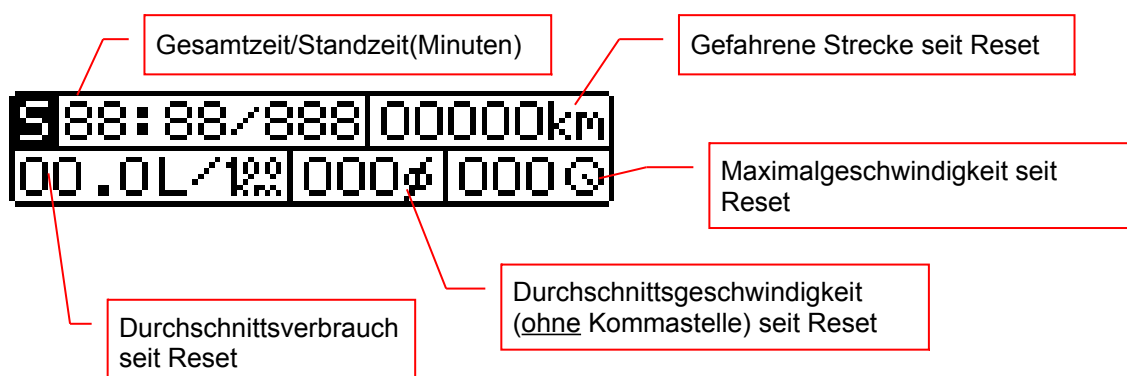 Gesamtzeit/Standzeit(Minuten)
Gefahrene Strecke seit Reset
S 88:88/888 00000km
00.0L/100km 000ø 000
Maximalgeschwindigkeit seit
Reset
Durchschnittsgeschwindigkeit
(ohne Kommastelle) seit Reset
Durchschnittsverbrauch
seit Reset